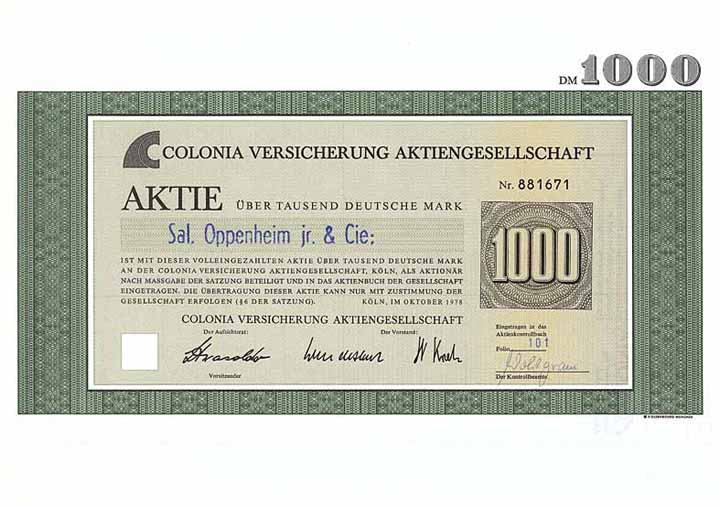 DM 1000
COLONIA VERSICHERUNG AKTIENGESELLSCHAFT
Nr. 881671
AKTIE ÜBER TAUSEND DEUTSCHE MARK
Sal. Oppenheim jr. & Cie;
IST MIT DIESER VOLLEINGEZAHLTEN AKTIE ÜBER TAUSEND DEUTSCHE MARK
AN DER COLONIA VERSICHERUNG AKTIENGESELLSCHAFT, KÖLN, ALS AKTIONÄR
NACH MASSGABE DER SATZUNG BETEILIGT UND IN DAS AKTIENBUCH DER GESELLSCHAFT
EINGETRAGEN. DIE ÜBERTRAGUNG DIESER AKTIE KANN NUR MIT ZUSTIMMUNG DER
GESELLSCHAFT ERFOLGEN (§6 DER SATZUNG). KÖLN, IM OKTOBER 1978
1000
COLONIA VERSICHERUNG AKTIENGESELLSCHAFT
Der Aufsichtsrat: Der Vorstand:
Vorsitzender
Eingetragen in das
Aktienkontrollbuch
Folio 101
Der Kontrollbeamte